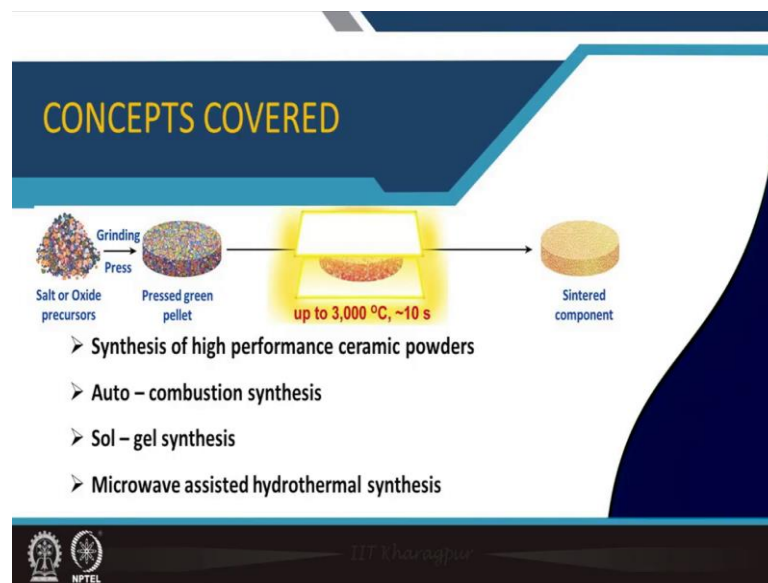 CONCEPTS COVERED
Grinding
Press
Salt or Oxide
precursors
Pressed green
pellet
up to 3,000 ⁰C, ~10 s
Sintered
component
➢ Synthesis of high performance ceramic powders
➢ Auto – combustion synthesis
➢ Sol – gel synthesis
➢ Microwave assisted hydrothermal synthesis
NPTEL
IIT Kharagpur